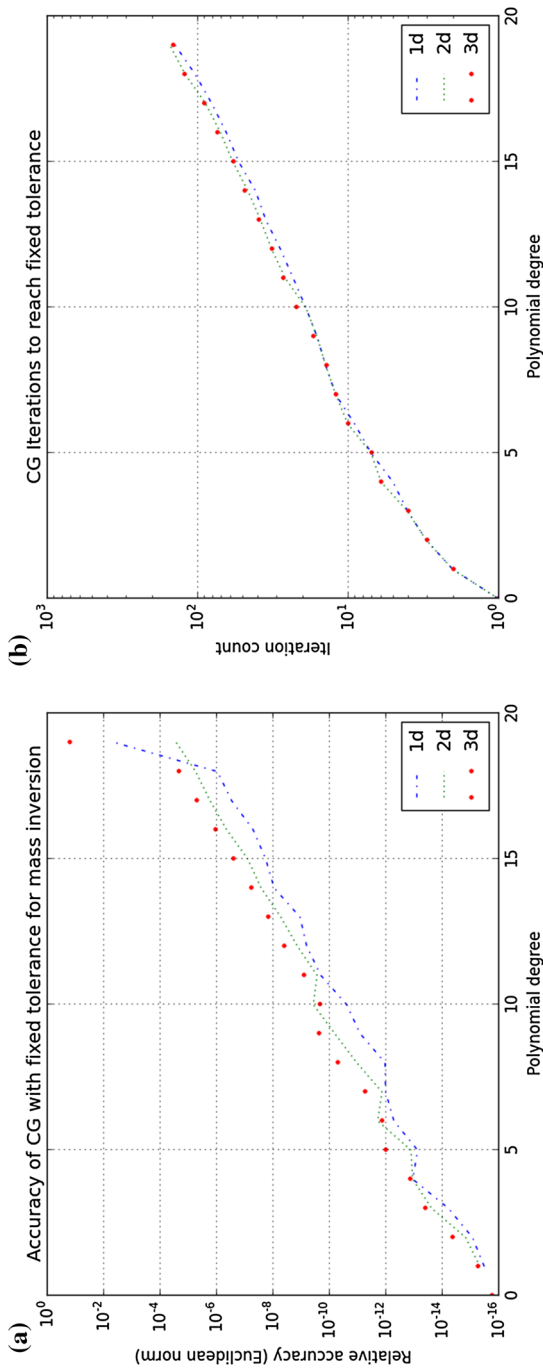 (a)
Accuracy of CG with fixed tolerance for mass inversion
Relative accuracy (Euclidean norm)
10^0
10^-2
10^-4
10^-6
10^-8
10^-10
10^-12
10^-14
10^-16
0
5
10
15
20
Polynomial degree
1d
2d
3d
(b)
CG Iterations to reach fixed tolerance
Iteration count
10^3
10^2
10^1
10^0
0
5
10
15
20
Polynomial degree
1d
2d
3d